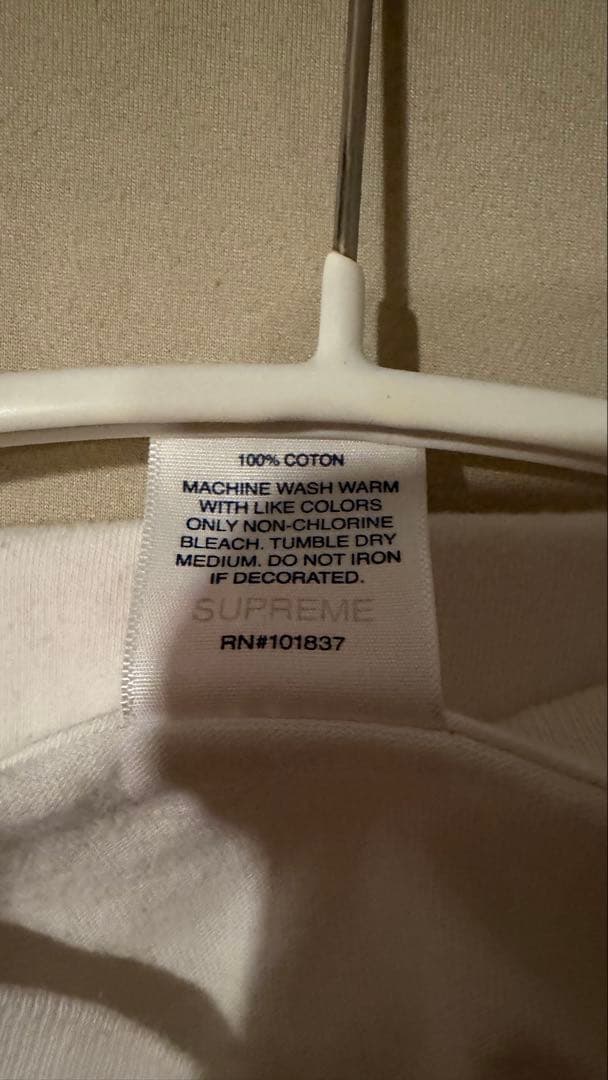 100% COTON
MACHINE WASH WARM
WITH LIKE COLORS
ONLY NON-CHLORINE
BLEACH. TUMBLE DRY
MEDIUM. DO NOT IRON
IF DECORATED.
SUPREME
RN#101837